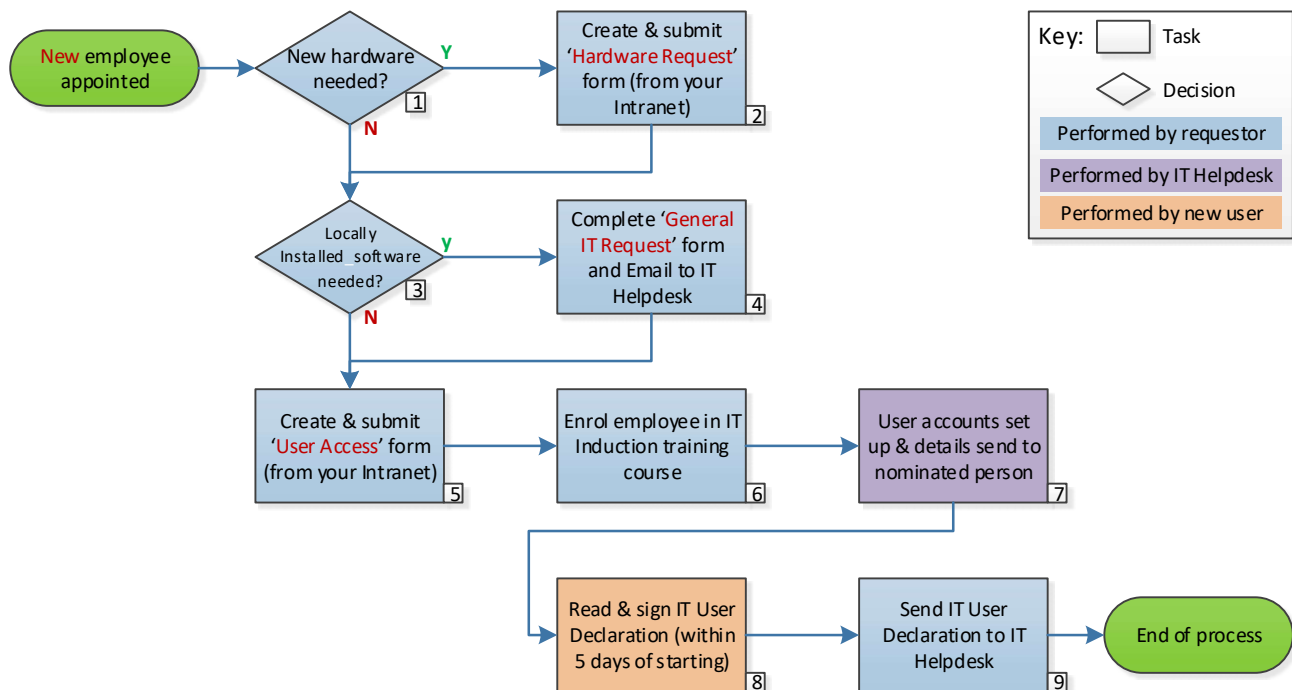 New employee
appointed
New hardware
needed?
1
Y
N
Create & submit
‘Hardware Request’
form (from your
Intranet)
2
Key:
Task
Decision
Performed by requestor
Performed by IT Helpdesk
Performed by new user
Locally
Installed_software
needed?
3
y
N
Complete ‘General
IT Request’ form
and Email to IT
Helpdesk
4
Create & submit
‘User Access’ form
(from your Intranet)
5
Enrol employee in IT
Induction training
course
6
User accounts set
up & details send to
nominated person
7
Read & sign IT User
Declaration (within
5 days of starting)
8
Send IT User
Declaration to IT
Helpdesk
9
End of process